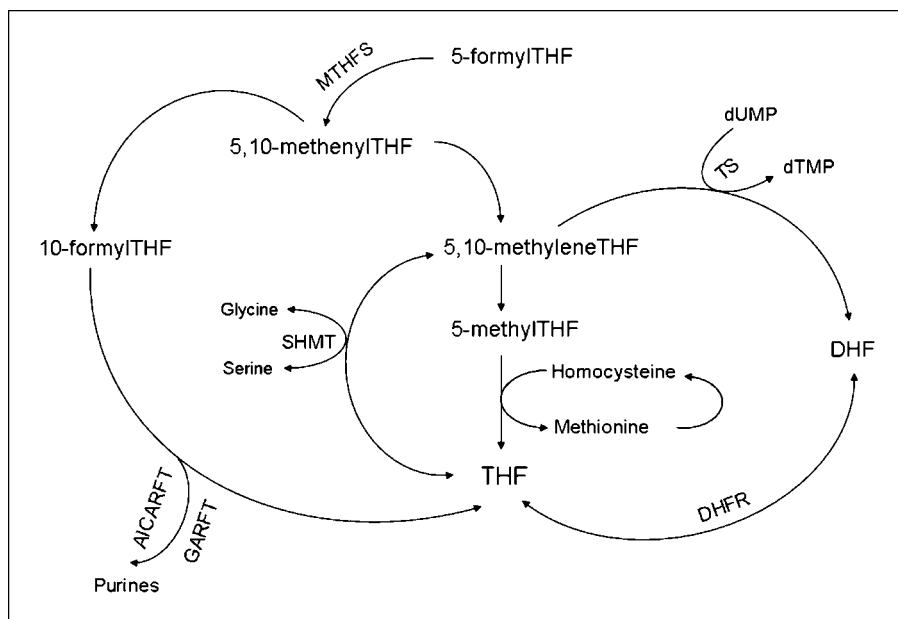 MTHFS
5-formylTHF
5,10-methenylTHF
dUMP
TS
dTMP
10-formylTHF
5,10-methyleneTHF
Glycine
SHMT
Serine
5-methylTHF
DHF
Homocysteine
Methionine
THF
DHFR
AICARFT
GARFT
Purines